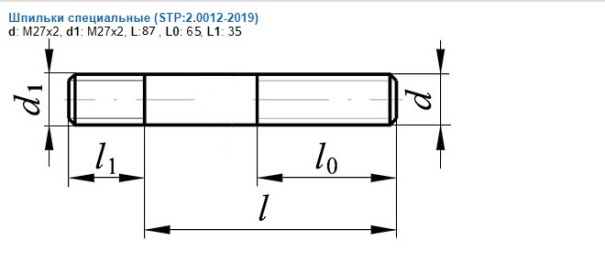 Шпильки специальные (STP:2.0012-2019)
d: M27x2, d1: M27x2, L:87 , L0: 65, L1: 35
d1
d
l1
l0
l